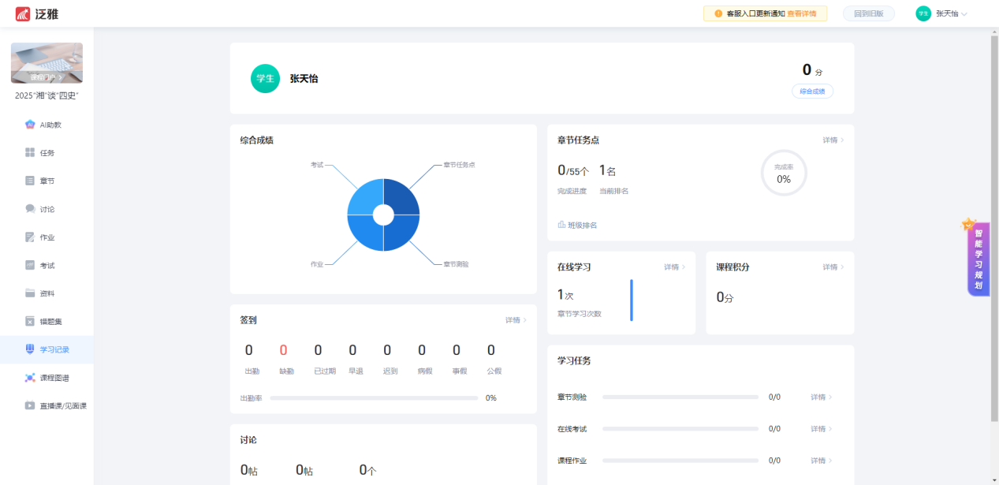 泛雅
客服入口更新通知 查看详情
回到旧版
学生
张天怡
课程门户
2025"湘"谈"四史"
AI助教
任务
章节
讨论
作业
考试
资料
错题集
学习记录
课程图谱
直播课/见面课
学生
张天怡
0 分
综合成绩
综合成绩
考试
章节任务点
作业
章节测验
章节任务点
详情
0/55个 1名
完成进度 当前排名
完成率
0%
班级排名
在线学习
详情
1次
章节学习次数
课程积分
详情
0分
签到
详情
0 0 0 0 0 0 0 0
出勤 缺勤 已过期 早退 迟到 病假 事假 公假
出勤率 0%
讨论
0帖 0帖 0个
学习任务
章节测验 0/0 详情
在线考试 0/0 详情
课程作业 0/0 详情
智能学习规划